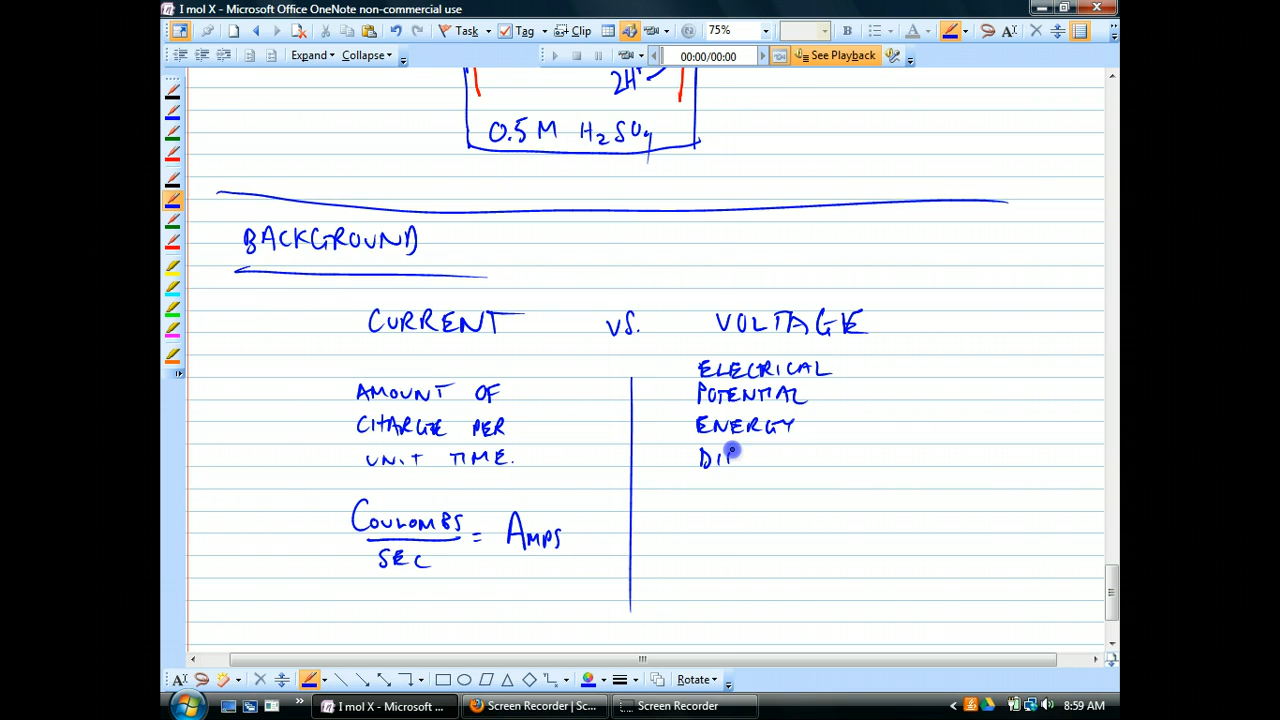 I mol X - Microsoft Office OneNote non-commercial use
Task Tag Clip 75% B A
Expand Collapse 00:00/00:00 See Playback
2H+
0.5 M H2SO4
BACKGROUND
CURRENT vs. VOLTAGE
AMOUNT OF
CHARGE PER
UNIT TIME.
ELECRICAL
POTENTIAL
ENERGY
COULOMBS
SEC
= AMPS
Rotate
I mol X - Microsoft ... Screen Recorder | Sc... Screen Recorder 8:59 AM